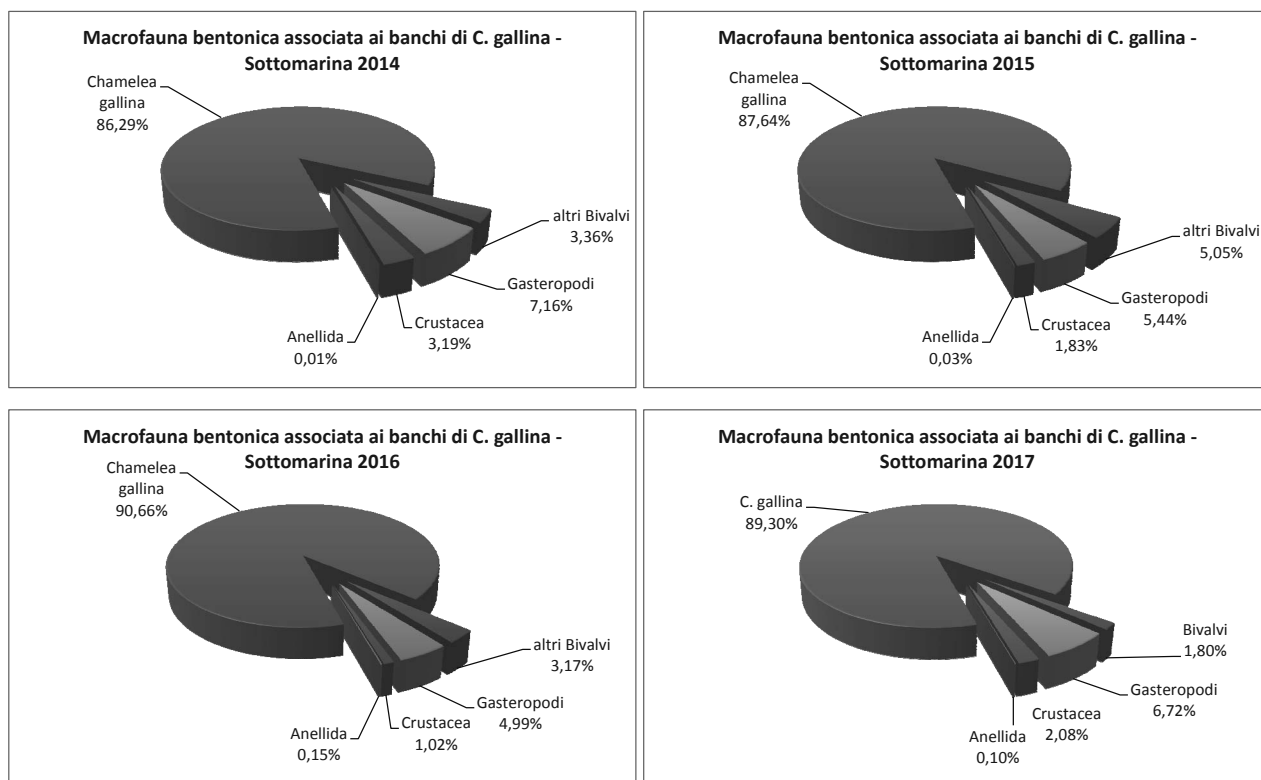 Macrofauna bentonica associata ai banchi di C. gallina -
Sottomarina 2014
Chamelea
gallina
86,29%
altri Bivalvi
3,36%
Gasteropodi
7,16%
Crustacea
3,19%
Anellida
0,01%
Macrofauna bentonica associata ai banchi di C. gallina -
Sottomarina 2015
Chamelea
gallina
87,64%
altri Bivalvi
5,05%
Gasteropodi
5,44%
Crustacea
1,83%
Anellida
0,03%
Macrofauna bentonica associata ai banchi di C. gallina -
Sottomarina 2016
Chamelea
gallina
90,66%
altri Bivalvi
3,17%
Gasteropodi
4,99%
Crustacea
1,02%
Anellida
0,15%
Macrofauna bentonica associata ai banchi di C. gallina -
Sottomarina 2017
C. gallina
89,30%
Bivalvi
1,80%
Gasteropodi
6,72%
Crustacea
2,08%
Anellida
0,10%